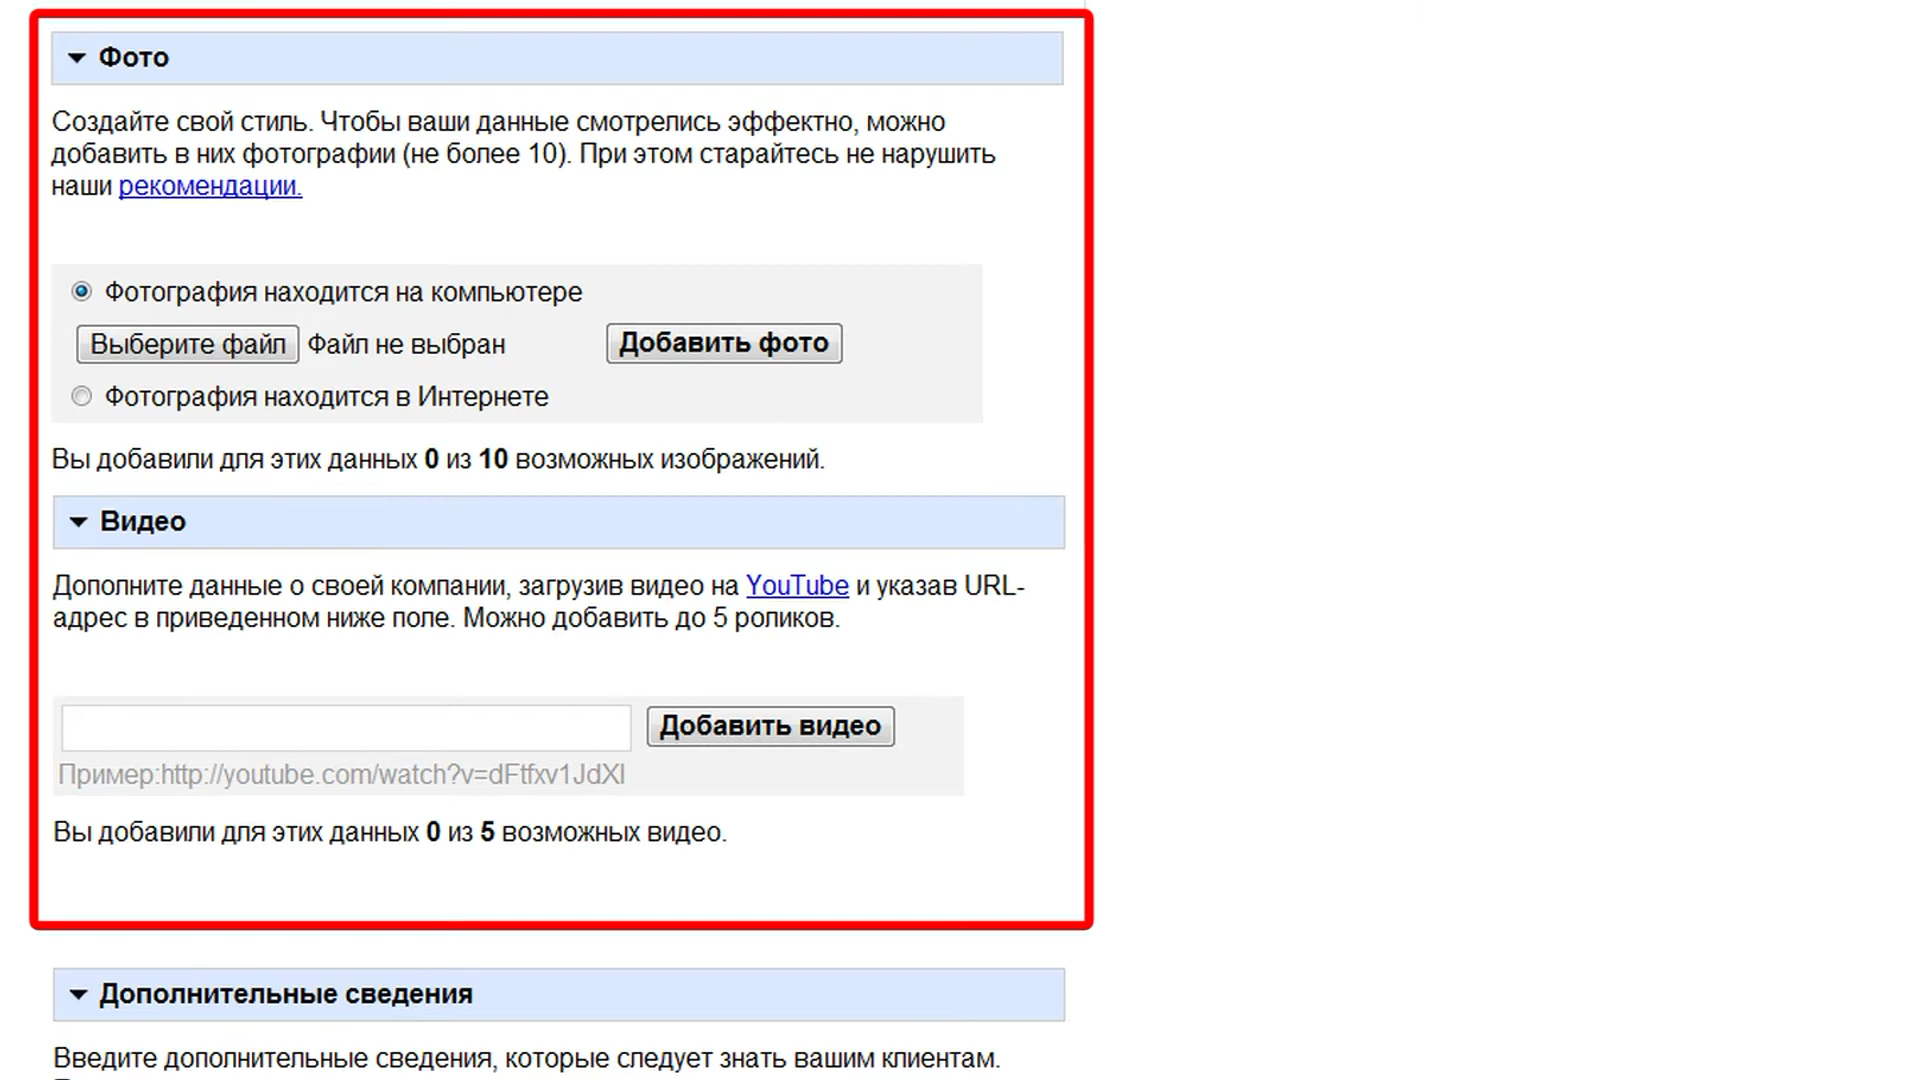 Фото
Создайте свой стиль. Чтобы ваши данные смотрелись эффектно, можно
добавить в них фотографии (не более 10). При этом старайтесь не нарушить
наши рекомендации.
Фотография находится на компьютере
Выберите файл Файл не выбран Добавить фото
Фотография находится в Интернете
Вы добавили для этих данных 0 из 10 возможных изображений.
Видео
Дополните данные о своей компании, загрузив видео на YouTube и указав URL-
адрес в приведенном ниже поле. Можно добавить до 5 роликов.
Добавить видео
Пример:http://youtube.com/watch?v=dFtfxv1JdXI
Вы добавили для этих данных 0 из 5 возможных видео.
Дополнительные сведения
Введите дополнительные сведения, которые следует знать вашим клиентам.